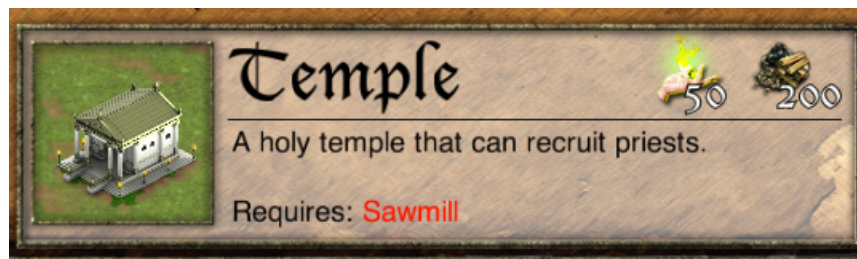 Temple
50
200
A holy temple that can recruit priests.
Requires: Sawmill